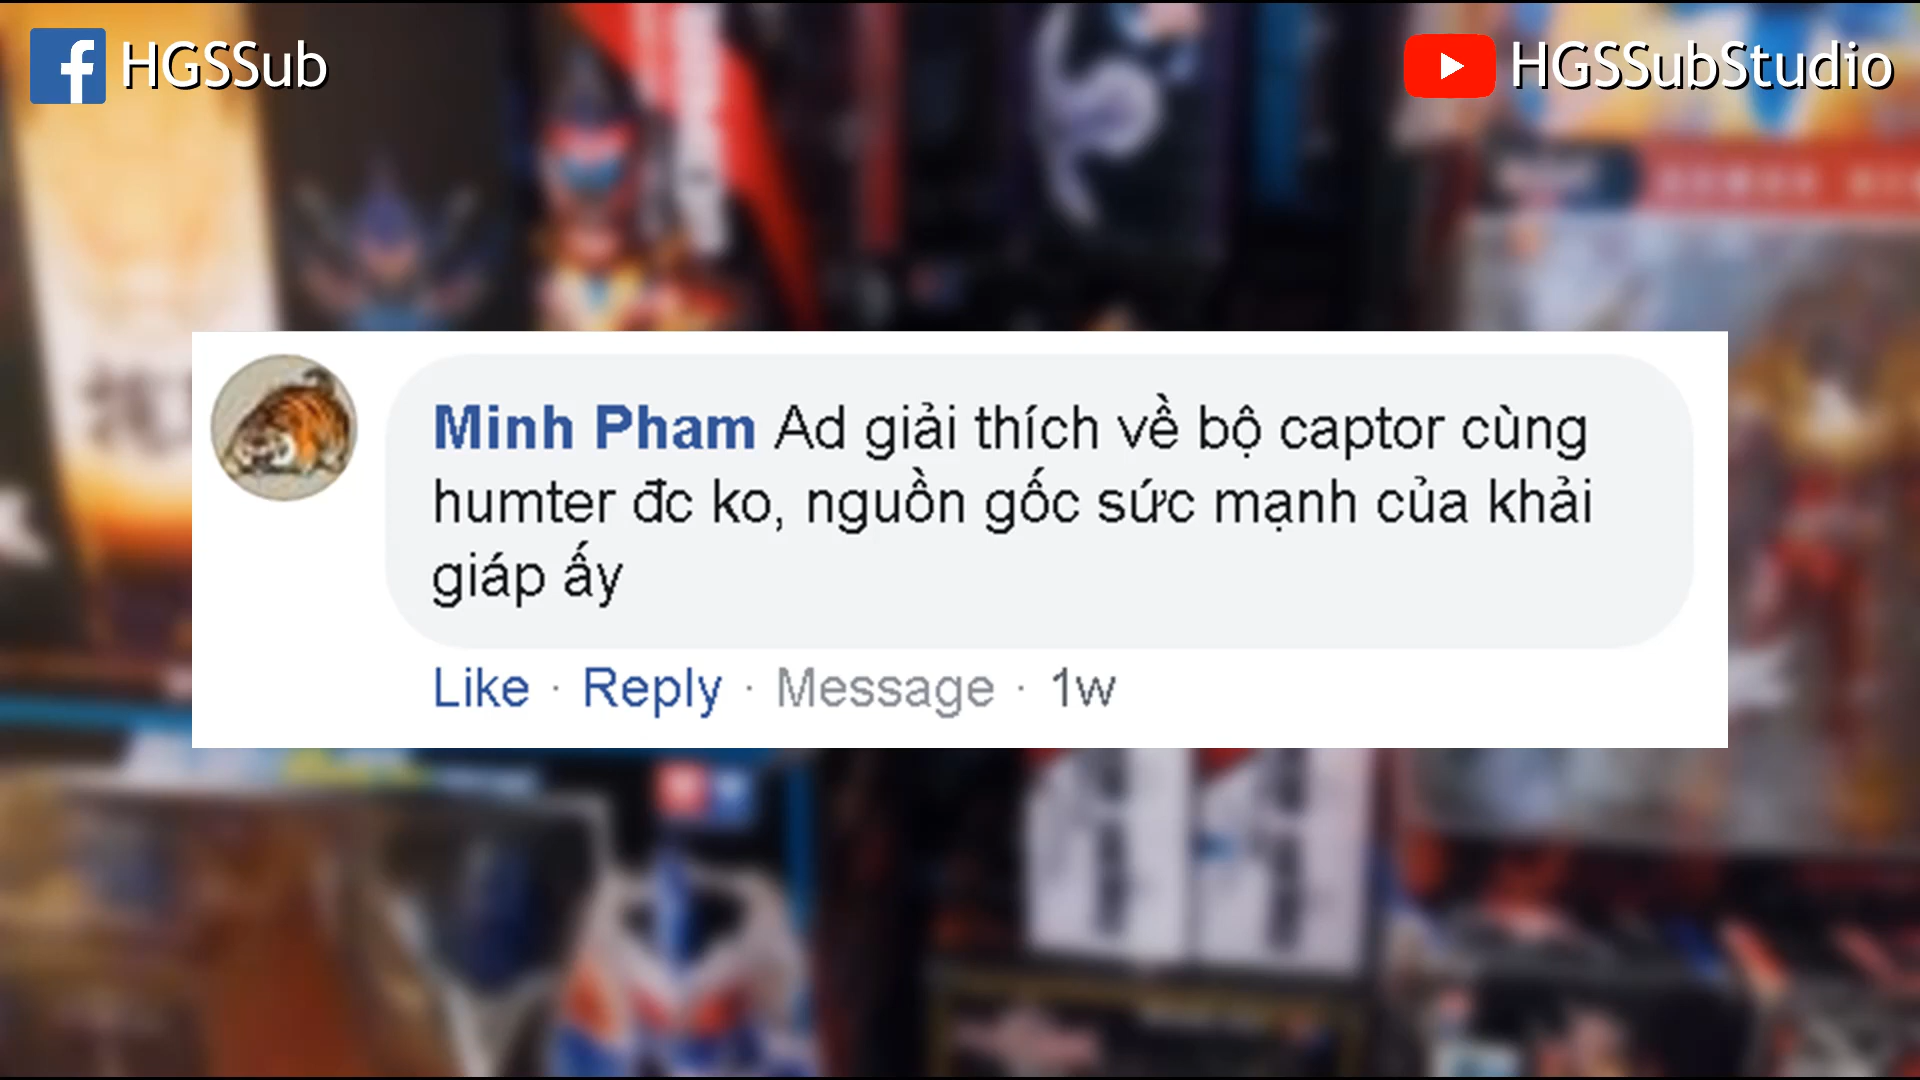 HGSSub
HGSSubStudio
Minh Pham Ad giải thích về bộ captor cùng
humter đc ko, nguồn gốc sức mạnh của khải
giáp ấy
Like · Reply · Message · 1w